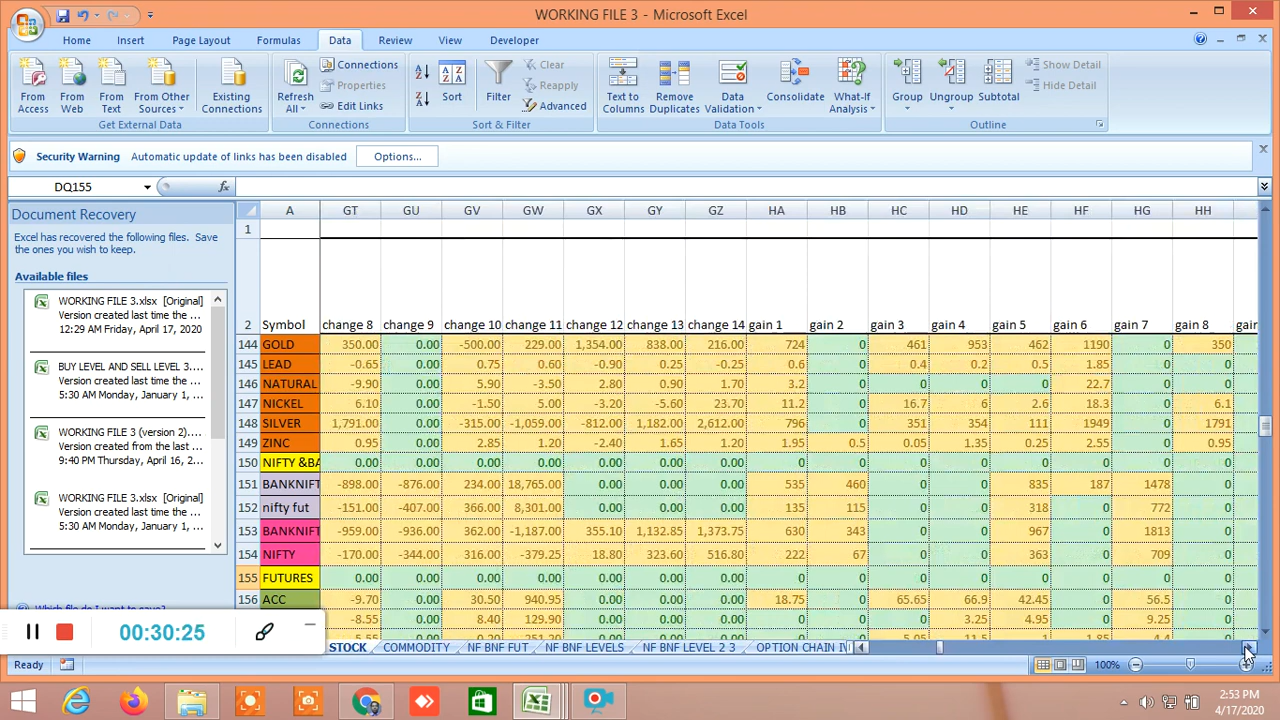 WORKING FILE 3 - Microsoft Excel
Home Insert Page Layout Formulas Data Review View Developer
From Access From Web From Text From Other Sources Existing Connections Refresh All Connections Properties Edit Links Sort Filter Clear Reapply Advanced Text to Columns Remove Duplicates Data Validation Consolidate What-If Analysis Group Ungroup Subtotal Show Detail Hide Detail
Get External Data Connections Sort & Filter Data Tools Outline
Security Warning Automatic update of links has been disabled Options...
DQ155 fx
Document Recovery
Excel has recovered the following files. Save the ones you wish to keep.
Available files
WORKING FILE 3.xlsx [Original]
Version created last time the ...
12:29 AM Friday, April 17, 2020
BUY LEVEL AND SELL LEVEL 3....
Version created last time the ...
5:30 AM Monday, January 1, ...
WORKING FILE 3 (version 2)....
Version created from the last ...
9:40 PM Thursday, April 16, 2...
WORKING FILE 3.xlsx [Original]
Version created last time the ...
5:30 AM Monday, January 1, ...
Which file do I want to save?
A GT GU GV GW GX GY GZ HA HB HC HD HE HF HG HH
1
2 Symbol change 8 change 9 change 10 change 11 change 12 change 13 change 14 gain 1 gain 2 gain 3 gain 4 gain 5 gain 6 gain 7 gain 8 gain
144 GOLD 350.00 0.00 -500.00 229.00 1,354.00 838.00 216.00 724 0 461 953 462 1190 0 350
145 LEAD -0.65 0.00 0.75 0.60 -0.90 0.25 -0.25 0.6 0 0.4 0.2 0.5 1.85 0 0
146 NATURAL -9.90 0.00 5.90 -3.50 2.80 0.90 1.70 3.2 0 0 0 0 22.7 0 0
147 NICKEL 6.10 0.00 -1.50 5.00 -3.20 -5.60 23.70 11.2 0 16.7 6 2.6 18.3 0 6.1
148 SILVER 1,791.00 0.00 -315.00 -1,059.00 -812.00 1,182.00 2,612.00 796 0 351 354 111 1949 0 1791
149 ZINC 0.95 0.00 2.85 1.20 -2.40 1.65 1.20 1.95 0.5 0.05 1.35 0.25 2.55 0 0.95
150 NIFTY &BA 0.00 0.00 0.00 0.00 0.00 0.00 0.00 0 0 0 0 0 0 0 0
151 BANKNIFT -898.00 -876.00 234.00 18,765.00 0.00 0.00 0.00 535 460 0 0 835 187 1478 0
152 nifty fut -151.00 -407.00 366.00 8,301.00 0.00 0.00 0.00 135 115 0 0 318 0 772 0
153 BANKNIFT -959.00 -936.00 362.00 -1,187.00 355.10 1,132.85 1,373.75 630 343 0 0 967 0 1813 0
154 NIFTY -170.00 -344.00 316.00 -379.25 18.80 323.60 516.80 222 67 0 0 363 0 709 0
155 FUTURES 0.00 0.00 0.00 0.00 0.00 0.00 0.00 0 0 0 0 0 0 0 0
156 ACC -9.70 0.00 30.50 940.95 0.00 0.00 0.00 18.75 0 65.65 66.9 42.45 0 56.5 0
-8.55 0.00 8.40 129.90 0.00 0.00 0.00 0 0 0 3.25 4.95 0 9.25 0
00:30:25
STOCK COMMODITY NF BNF FUT NF BNF LEVELS NF BNF LEVEL 2 3 OPTION CHAIN IV
Ready 100%
2:53 PM
4/17/2020